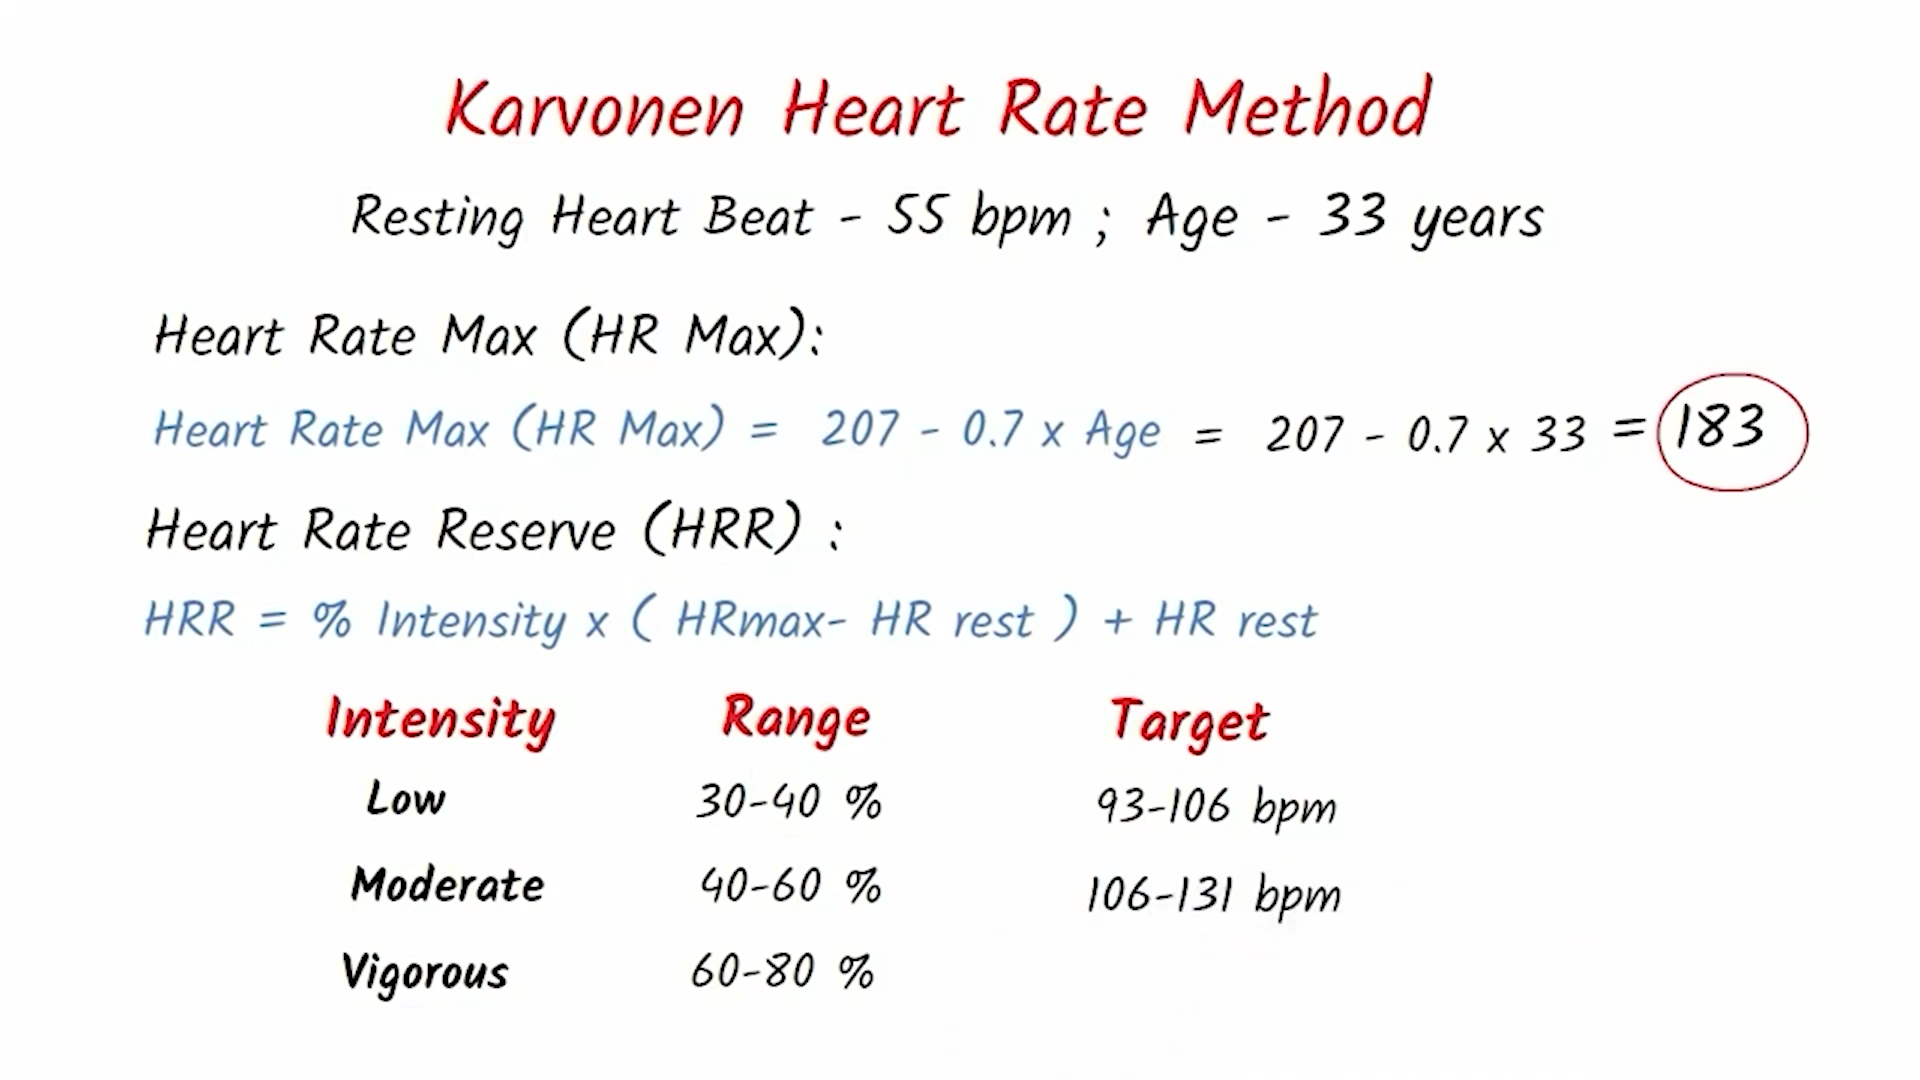 Karvonen Heart Rate Method
Resting Heart Beat - 55 bpm ; Age - 33 years
Heart Rate Max (HR Max):
Heart Rate Max (HR Max) = 207 - 0.7 x Age = 207 - 0.7 x 33 = 183
Heart Rate Reserve (HRR) :
HRR = % Intensity x ( HRmax- HR rest ) + HR rest
Intensity Range Target
Low 30-40 % 93-106 bpm
Moderate 40-60 % 106-131 bpm
Vigorous 60-80 %